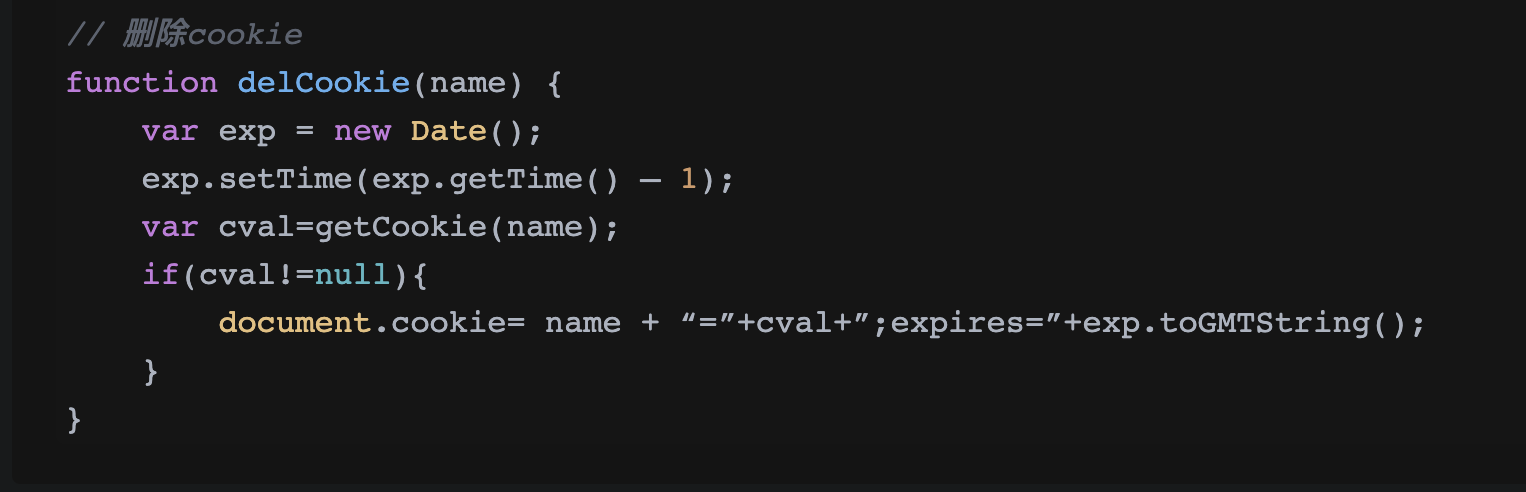 // 删除cookie
function delCookie(name) {
    var exp = new Date();
    exp.setTime(exp.getTime() – 1);
    var cval=getCookie(name);
    if(cval!=null){
        document.cookie= name + “=”+cval+”;expires=”+exp.toGMTString();
    }
}